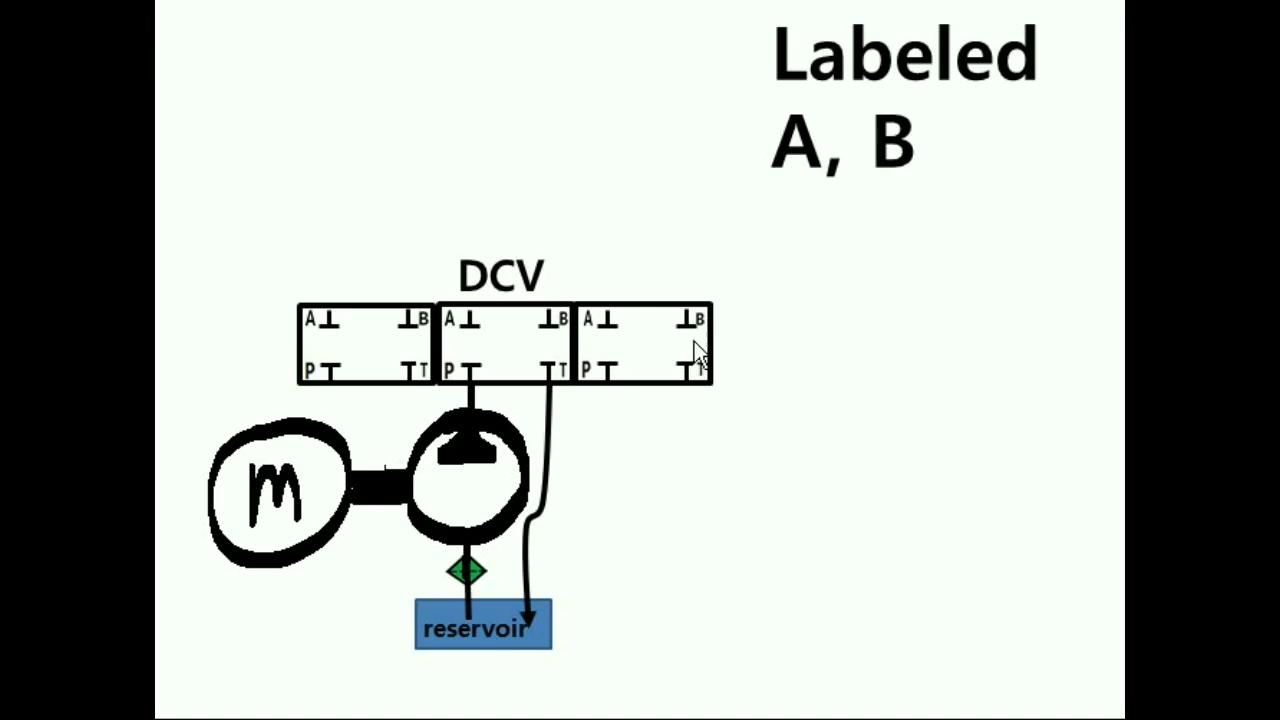 Labeled
A, B
DCV
A B A B A B
P T P T P T
m
reservoir